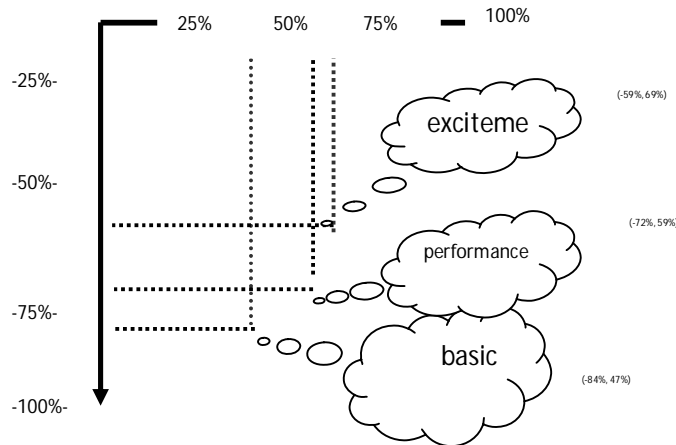 25% 50% 75% 100%
-25%-
(-59%, 69%)
exciteme
-50%-
(-72%, 59%)
performance
-75%-
basic
(-84%, 47%)
-100%-